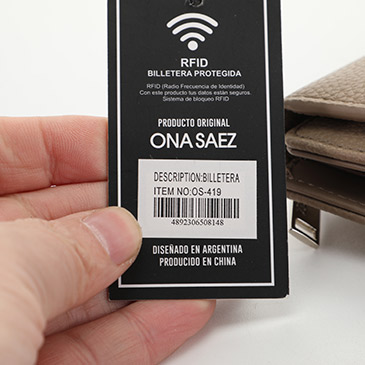 RFID
BILLETERA PROTEGIDA
RFID (Radio Frecuencia de Identidad)
Con este producto tus datos están seguros.
Sistema de bloqueo RFID
PRODUCTO ORIGINAL
ONA SAEZ
DESCRIPTION:BILLETERA
ITEM NO:OS-419
4892306508148
DISEÑADO EN ARGENTINA
PRODUCIDO EN CHINA